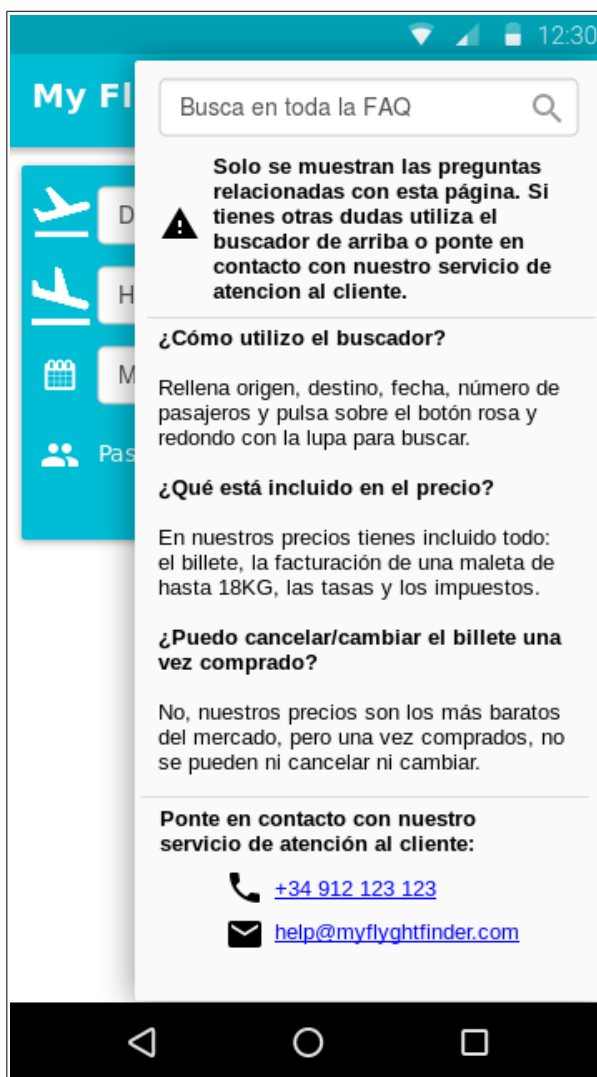 12:30
My Fl
Busca en toda la FAQ
Solo se muestran las preguntas
relacionadas con esta página. Si
tienes otras dudas utiliza el
buscador de arriba o ponte en
contacto con nuestro servicio de
atencion al cliente.
D
H
M
Pas
¿Cómo utilizo el buscador?
Rellena origen, destino, fecha, número de
pasajeros y pulsa sobre el botón rosa y
redondo con la lupa para buscar.
¿Qué está incluido en el precio?
En nuestros precios tienes incluido todo:
el billete, la facturación de una maleta de
hasta 18KG, las tasas y los impuestos.
¿Puedo cancelar/cambiar el billete una
vez comprado?
No, nuestros precios son los más baratos
del mercado, pero una vez comprados, no
se pueden ni cancelar ni cambiar.
Ponte en contacto con nuestro
servicio de atención al cliente:
+34 912 123 123
help@myflyghtfinder.com